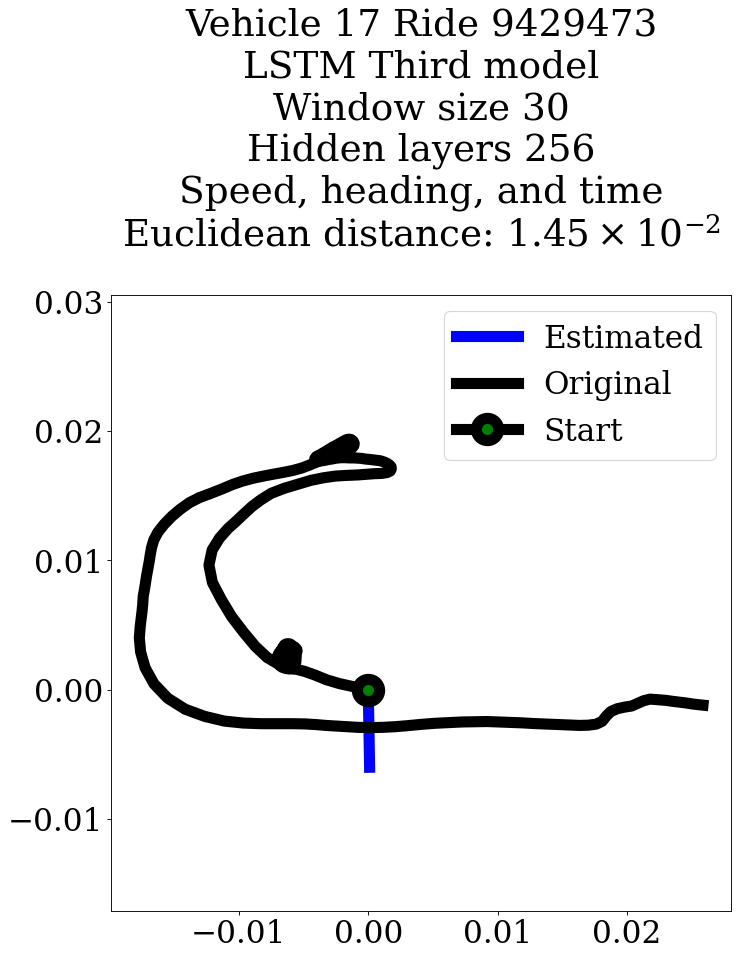 Vehicle 17 Ride 9429473
LSTM Third model
Window size 30
Hidden layers 256
Speed, heading, and time
Euclidean distance: 1.45 × 10⁻²
Estimated
Original
Start
0.03
0.02
0.01
0.00
−0.01
−0.01 0.00 0.01 0.02